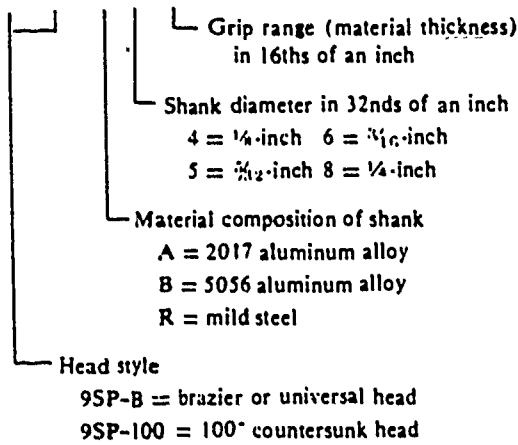 Grip range (material thickness)
in 16ths of an inch
Shank diameter in 32nds of an inch
4 = ⅛-inch 6 = -inch
5 = -inch 8 = ¼-inch
Material composition of shank
A = 2017 aluminum alloy
B = 5056 aluminum alloy
R = mild steel
Head style
9SP-B = brazier or universal head
9SP-100 = 100° countersunk head